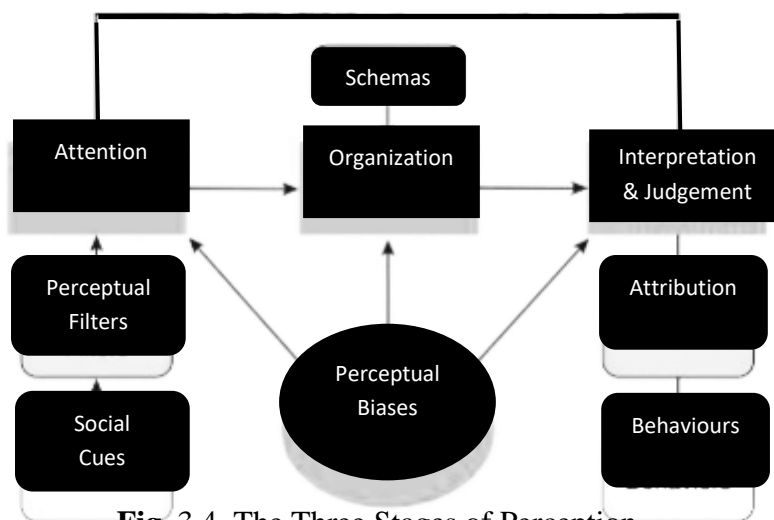 Schemas
Attention
Organization
Interpretation
& Judgement
Perceptual
Filters
Attribution
Perceptual
Biases
Social
Cues
Behaviours
Fig. 3.4. The Three Stages of Perception